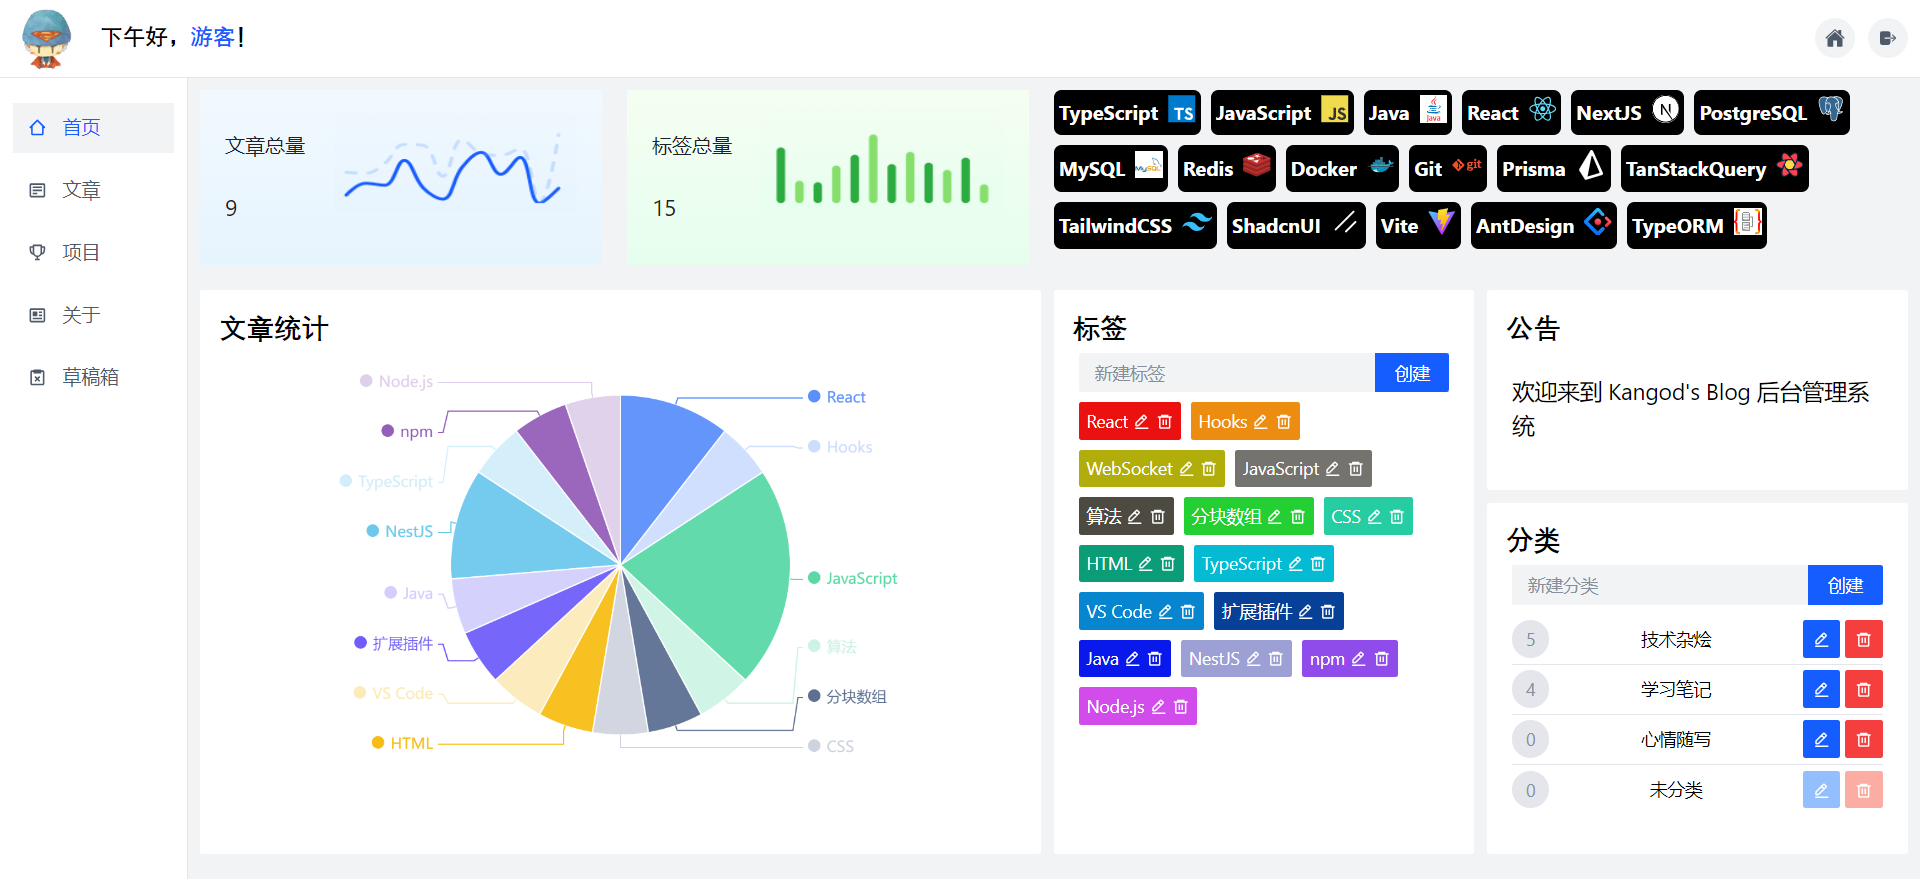 下午好，游客！
首页
文章
项目
关于
草稿箱
文章总量
9
标签总量
15
TypeScript TS JavaScript JS Java Java React NextJS N PostgreSQL
MySQL MySQL Redis Docker Git git Prisma TanStackQuery
TailwindCSS ShadcnUI Vite AntDesign TypeORM
文章统计
Node.js
npm
TypeScript
NestJS
Java
扩展插件
VS Code
HTML
React
Hooks
JavaScript
算法
分块数组
CSS
标签
新建标签 创建
React Hooks
WebSocket JavaScript
算法 分块数组 CSS
HTML TypeScript
VS Code 扩展插件
Java NestJS npm
Node.js
公告
欢迎来到 Kangod's Blog 后台管理系
统
分类
新建分类 创建
5 技术杂烩
4 学习笔记
0 心情随写
0 未分类